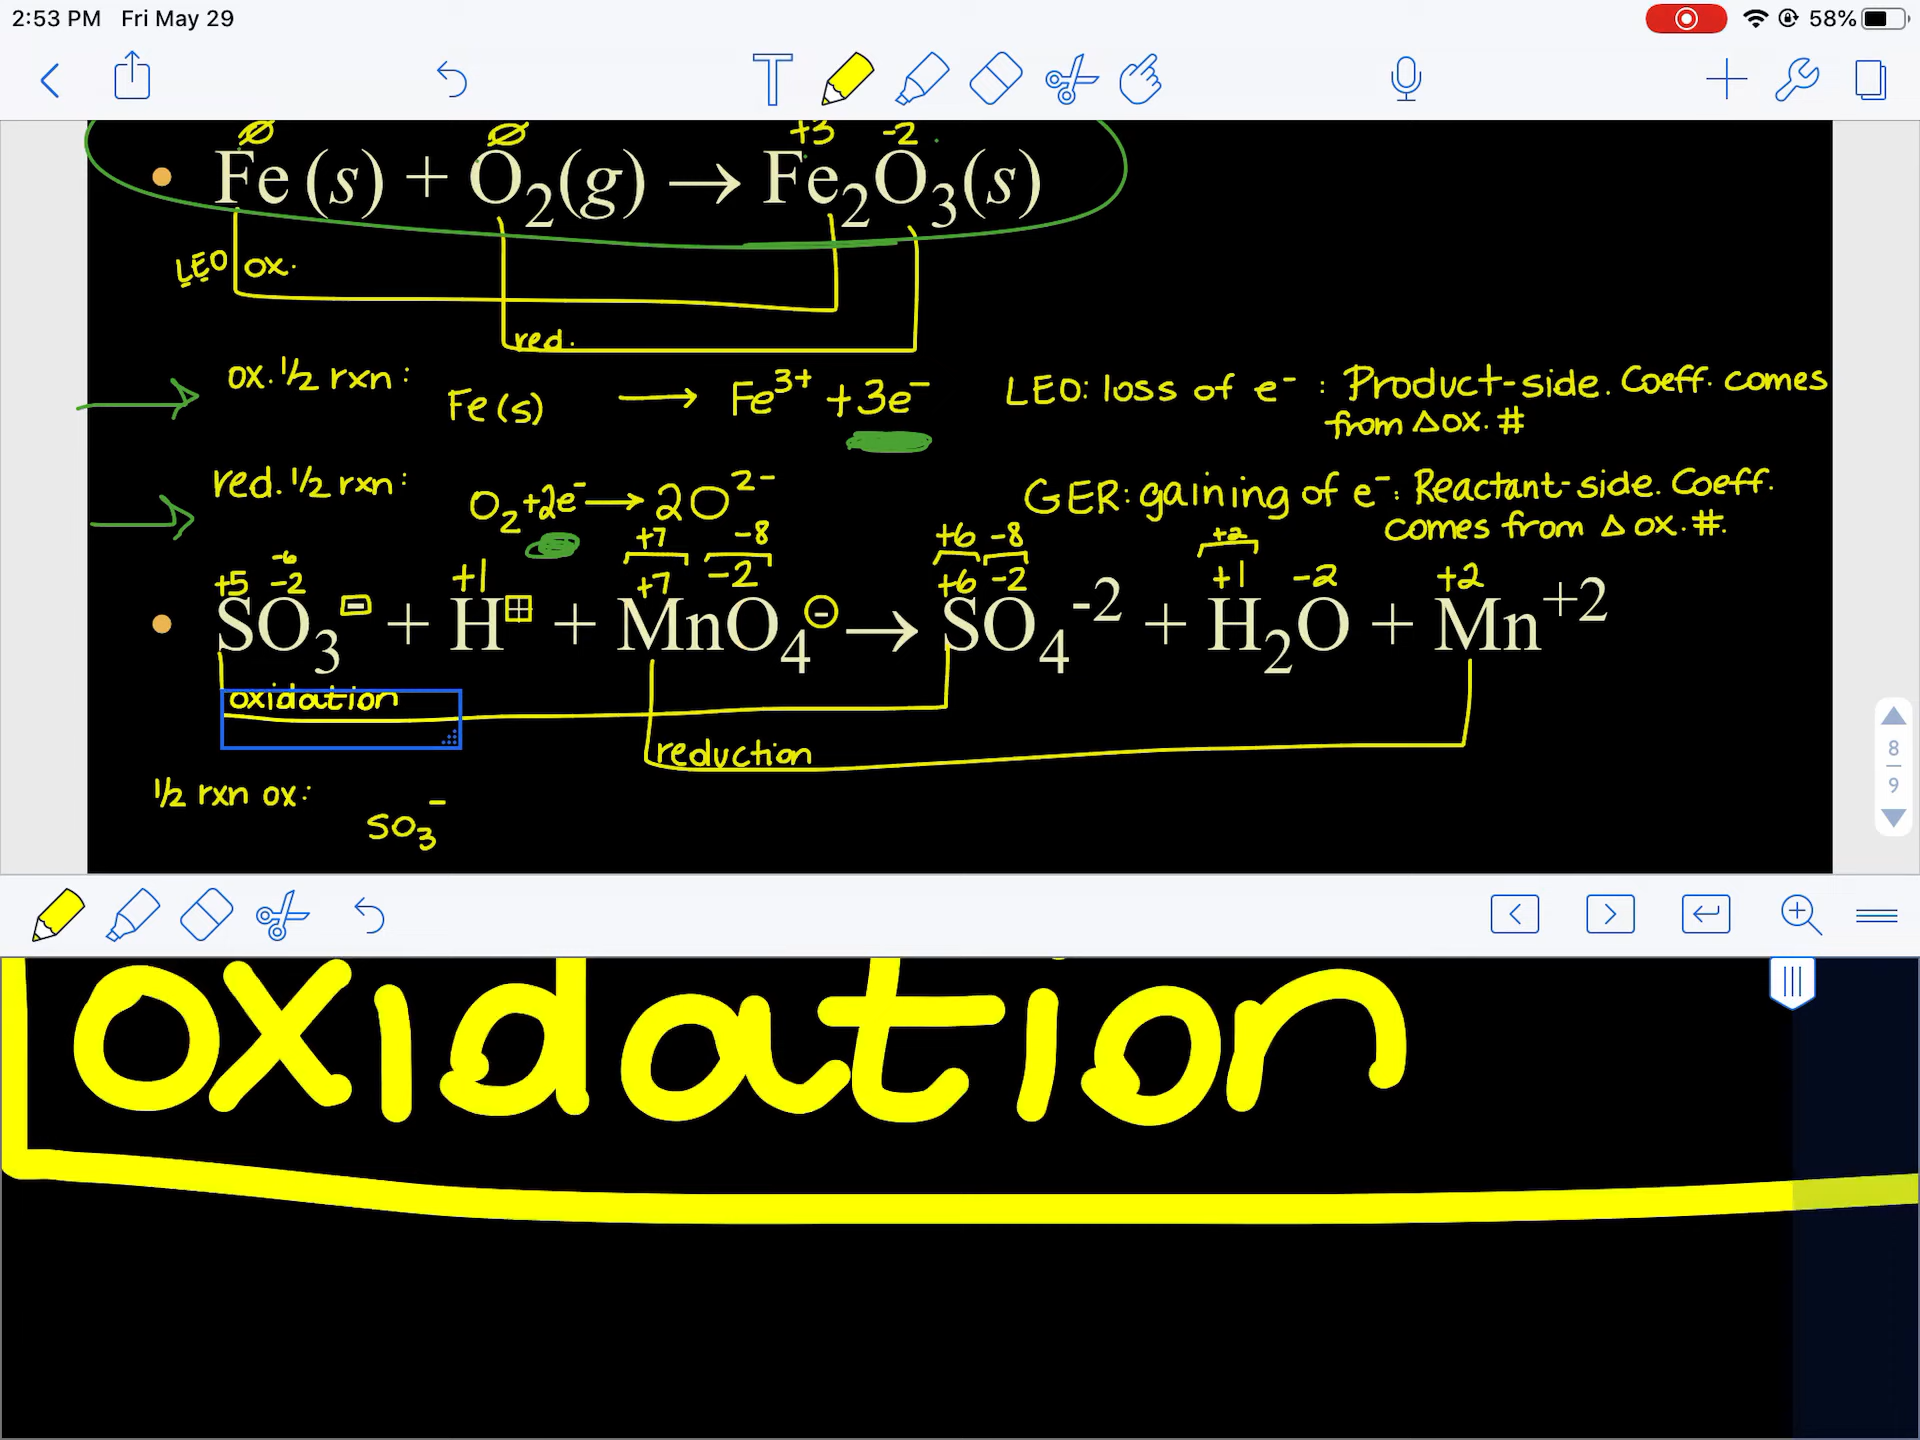 2:53 PM Fri May 29
58%
T
Ø Ø +3 -2
• Fe (s) + O₂(g) → Fe₂O₃(s)
LEO ox.
red.
ox. 1/2 rxn: Fe(s) → Fe³⁺ + 3e⁻
LEO: loss of e⁻ : Product-side. Coeff. comes
from Δox. #
red. 1/2 rxn: O₂+2e⁻ → 2O²⁻
GER: gaining of e⁻: Reactant-side. Coeff.
comes from Δ ox. #.
-6 +7 -8 +6 -8 +2
+5 -2 +1 +7 -2 +6 -2 +1 -2 +2
• SO₃⁻ + H⁺ + MnO₄⁻ → SO₄⁻² + H₂O + Mn⁺²
oxidation
reduction
1/2 rxn ox:
SO₃⁻
8
9
oxidation